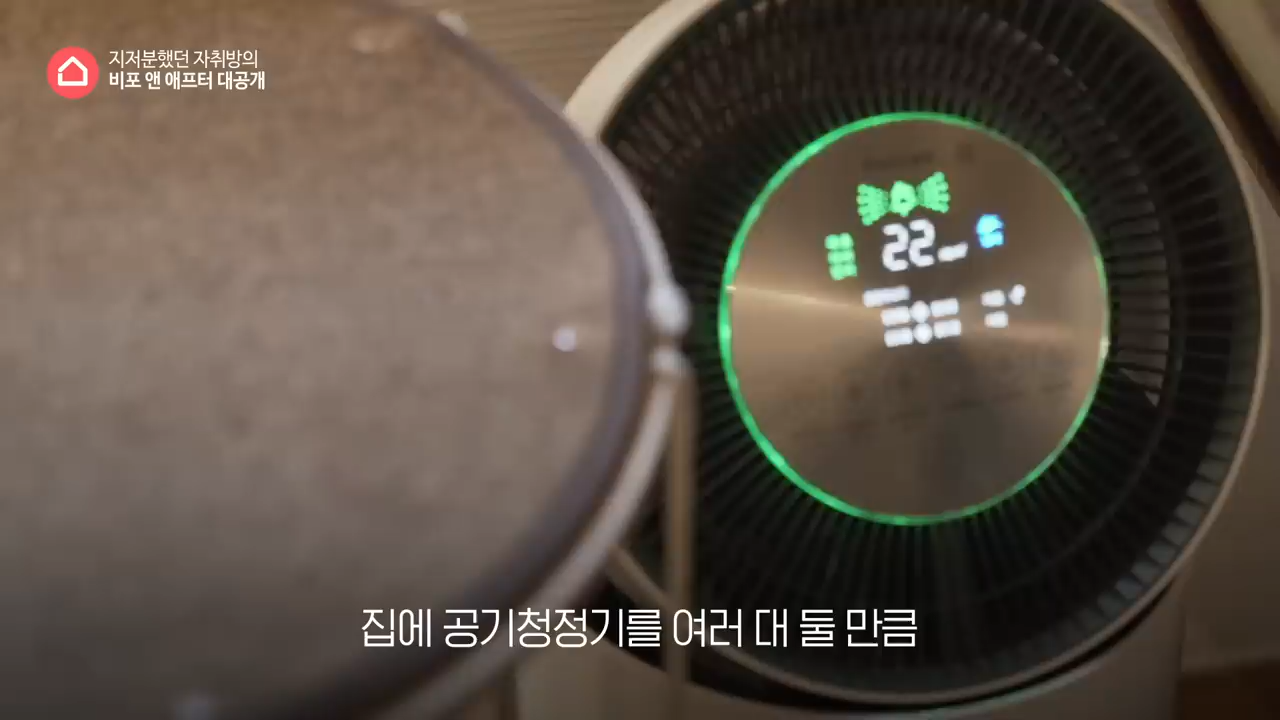 지저분했던 자취방의
비포 앤 애프터 대공개
22
집에 공기청정기를 여러 대 둘 만큼